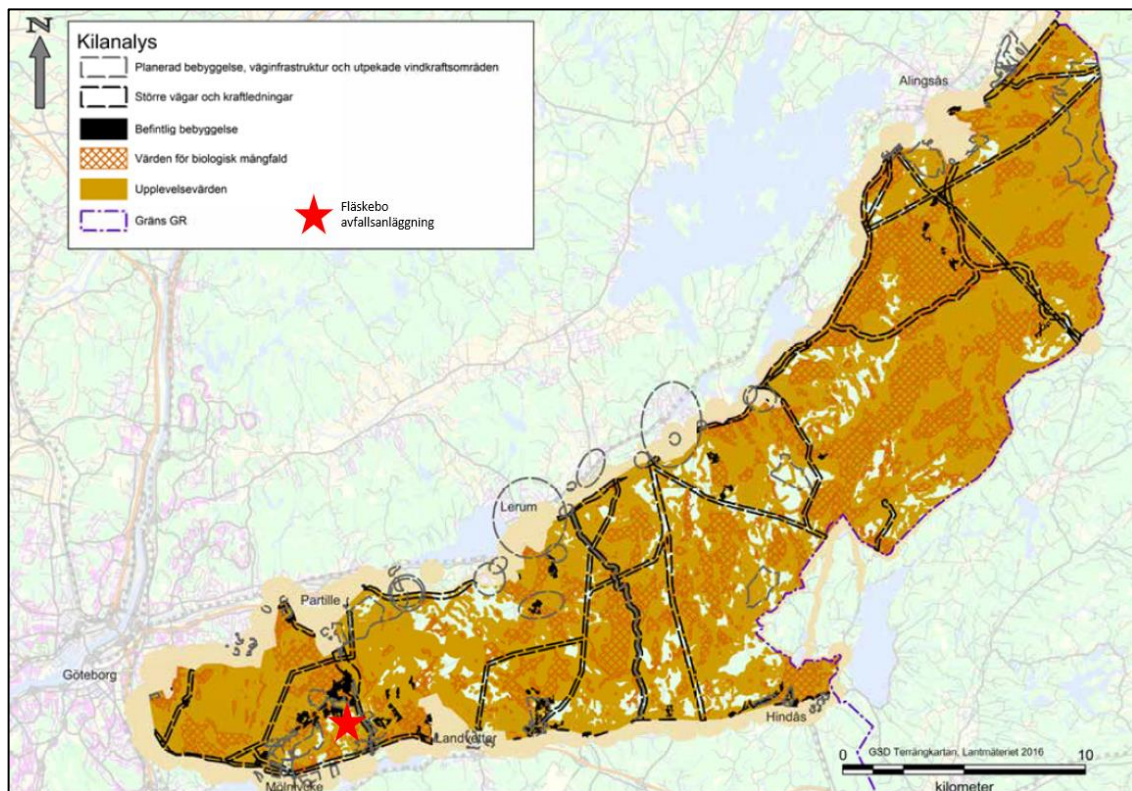 N
Kilanalys
Planerad bebyggelse, väginfrastruktur och utpekade vindkraftsområden
Större vägar och kraftledningar
Befintlig bebyggelse
Värden för biologisk mångfald
Upplevelsevärden
Gräns GR
Fläskebo
avfallsanläggning
Alingsås
Lerum
Partille
Göteborg
Landvetter
Hindås
Mölnlycke
GSD Terrängkartan, Lantmäteriet 2016
0 10
kilometer